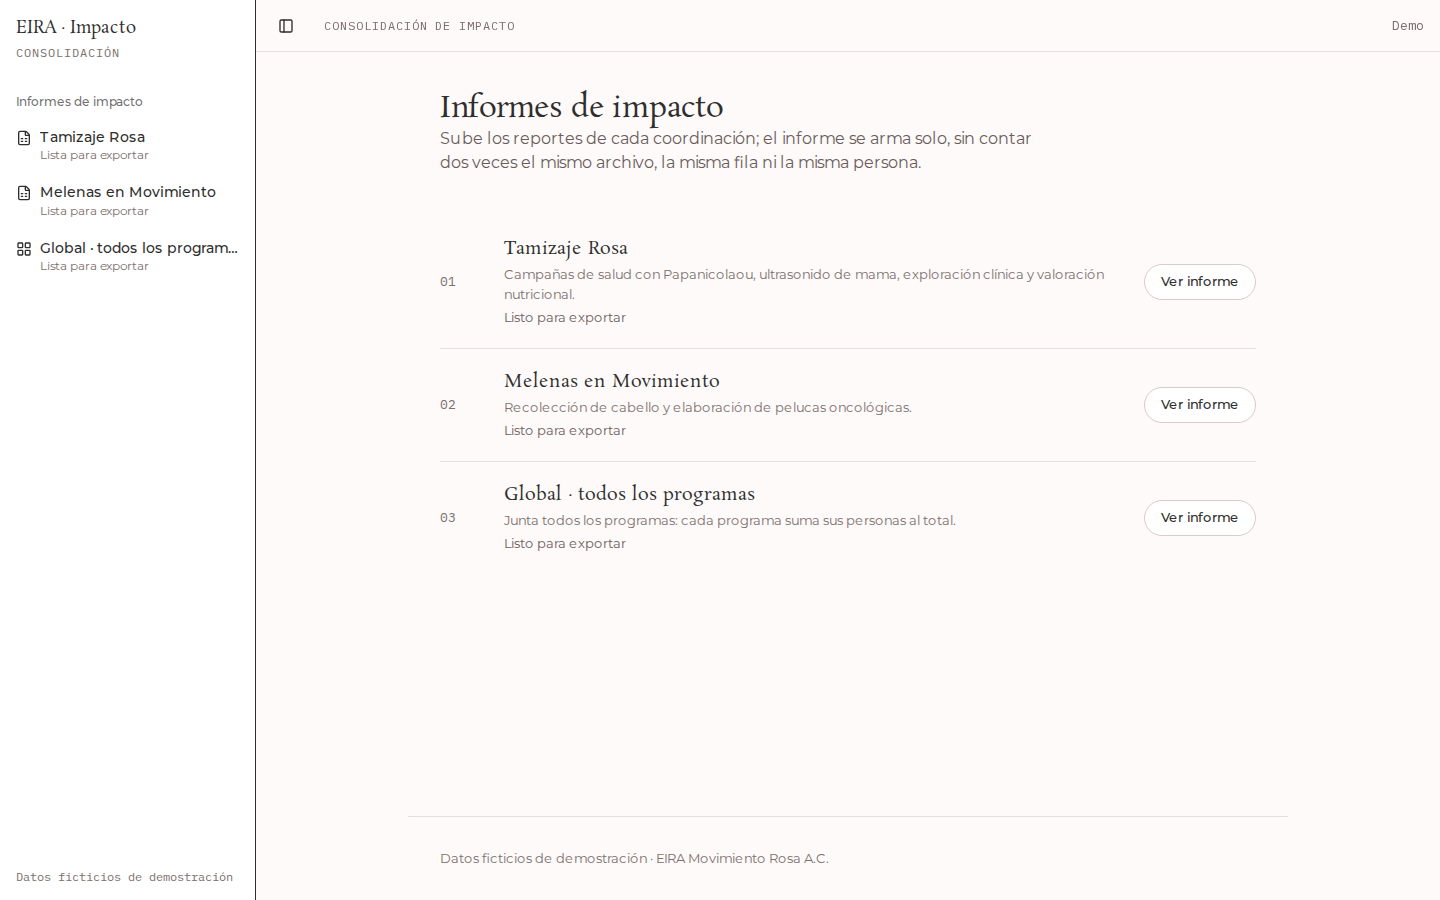 EIRA · Impacto
CONSOLIDACIÓN
Informes de impacto
Tamizaje Rosa
Lista para exportar
Melenas en Movimiento
Lista para exportar
Global · todos los program...
Lista para exportar
Datos ficticios de demostración
CONSOLIDACIÓN DE IMPACTO
Demo
Informes de impacto
Sube los reportes de cada coordinación; el informe se arma solo, sin contar
dos veces el mismo archivo, la misma fila ni la misma persona.
01
Tamizaje Rosa
Campañas de salud con Papanicolaou, ultrasonido de mama, exploración clínica y valoración
nutricional.
Listo para exportar
Ver informe
02
Melenas en Movimiento
Recolección de cabello y elaboración de pelucas oncológicas.
Listo para exportar
Ver informe
03
Global · todos los programas
Junta todos los programas: cada programa suma sus personas al total.
Listo para exportar
Ver informe
Datos ficticios de demostración · EIRA Movimiento Rosa A.C.